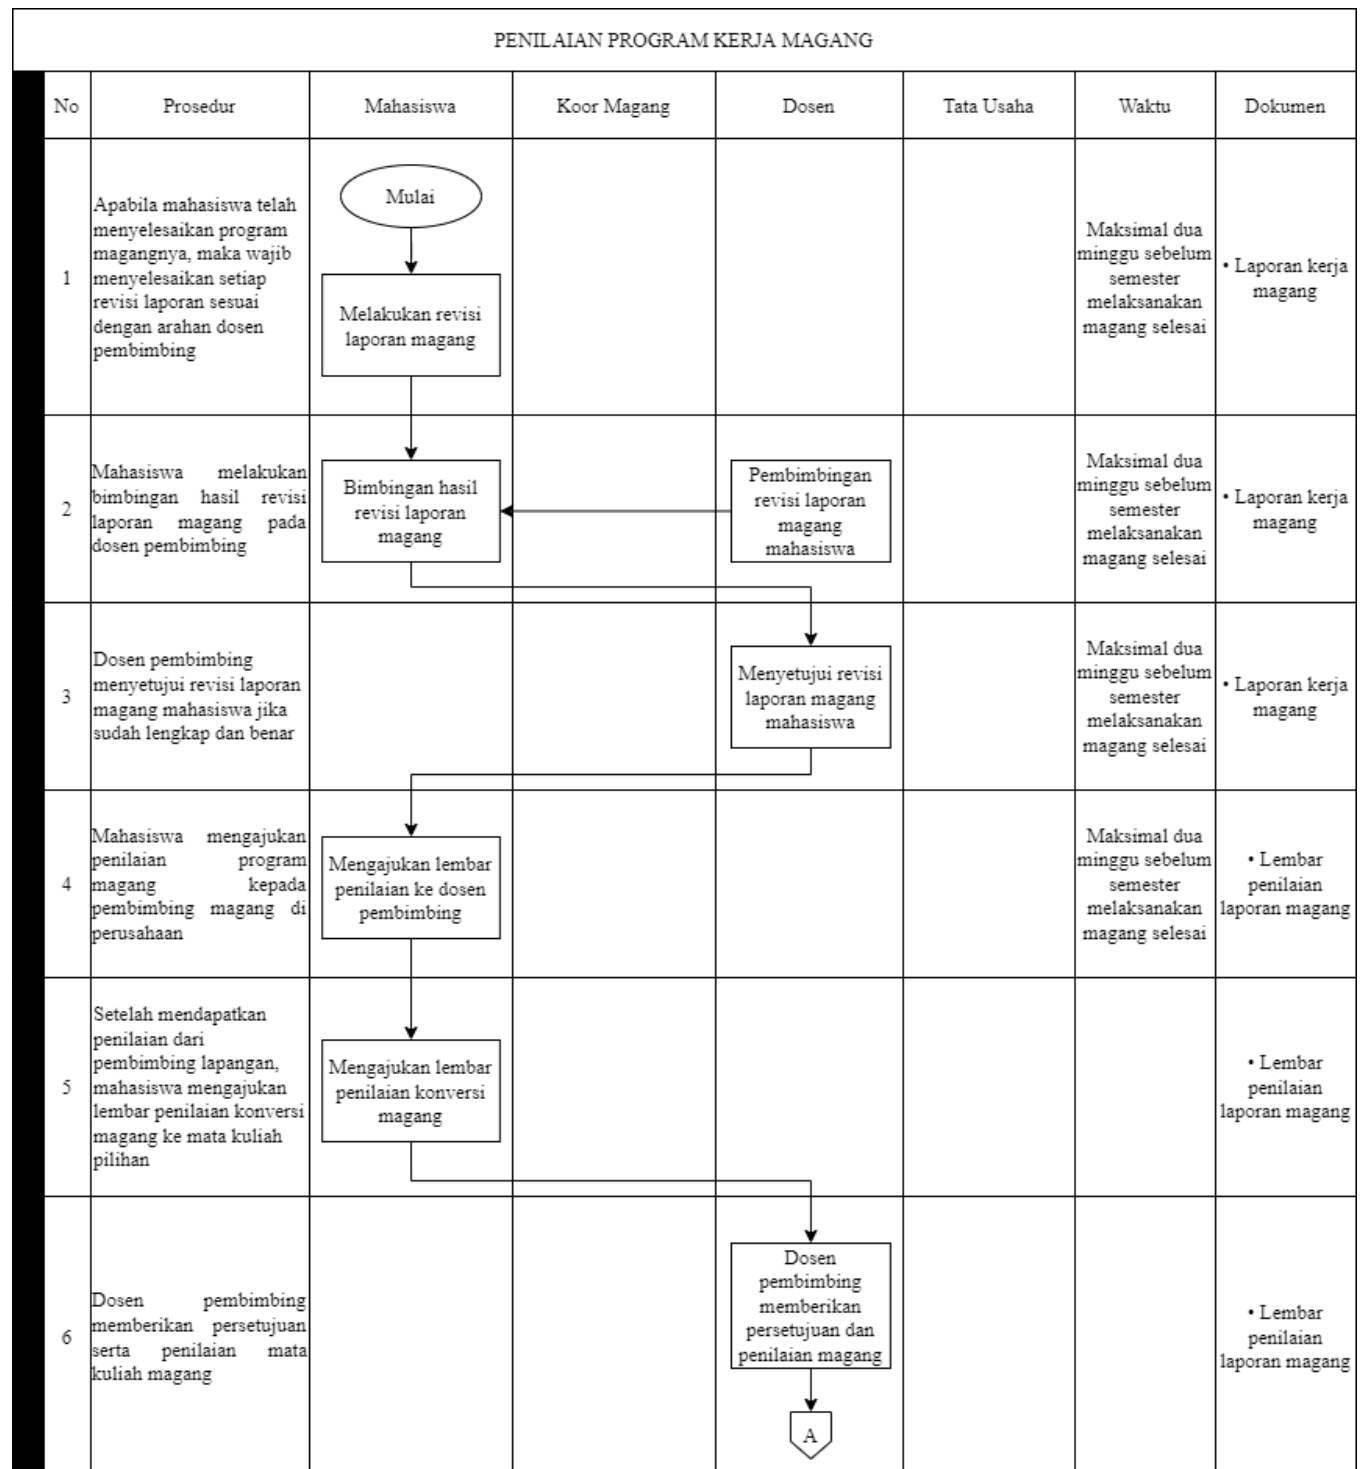 PENILAIAN PROGRAM KERJA MAGANG
No
Prosedur
Mahasiswa
Koor Magang
Dosen
Tata Usaha
Waktu
Dokumen
1
Apabila mahasiswa telah
menyelesaikan program
magangnya, maka wajib
menyelesaikan setiap
revisi laporan sesuai
dengan arahan dosen
pembimbing
Mulai
Melakukan revisi
laporan magang
Maksimal dua
minggu sebelum
semester
melaksanakan
magang selesai
• Laporan kerja
magang
2
Mahasiswa melakukan
bimbingan hasil revisi
laporan magang pada
dosen pembimbing
Bimbingan hasil
revisi laporan
magang
Pembimbingan
revisi laporan
magang
mahasiswa
Maksimal dua
minggu sebelum
semester
melaksanakan
magang selesai
• Laporan kerja
magang
3
Dosen pembimbing
menyetujui revisi laporan
magang mahasiswa jika
sudah lengkap dan benar
Menyetujui revisi
laporan magang
mahasiswa
Maksimal dua
minggu sebelum
semester
melaksanakan
magang selesai
• Laporan kerja
magang
4
Mahasiswa mengajukan
penilaian program
magang kepada
pembimbing magang di
perusahaan
Mengajukan lembar
penilaian ke dosen
pembimbing
Maksimal dua
minggu sebelum
semester
melaksanakan
magang selesai
• Lembar
penilaian
laporan magang
5
Setelah mendapatkan
penilaian dari
pembimbing lapangan,
mahasiswa mengajukan
lembar penilaian konversi
magang ke mata kuliah
pilihan
Mengajukan lembar
penilaian konversi
magang
• Lembar
penilaian
laporan magang
6
Dosen pembimbing
memberikan persetujuan
serta penilaian mata
kuliah magang
Dosen
pembimbing
memberikan
persetujuan dan
penilaian magang
A
• Lembar
penilaian
laporan magang